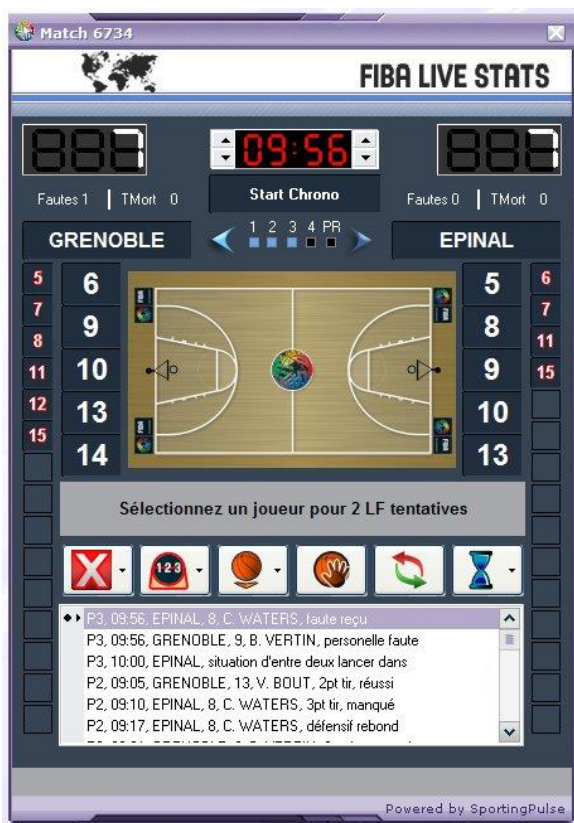 Match 6734
FIBA LIVE STATS
7
09:56
7
Fautes 1 | TMort 0
Start Chrono
Fautes 0 | TMort 0
GRENOBLE
1 2 3 4 PR
EPINAL
5
7
8
11
12
15
6
9
10
13
14
5
8
9
10
13
6
7
11
15
Sélectionnez un joueur pour 2 LF tentatives
1 2 3
P3, 09:56, EPINAL, 8, C. WATERS, faute reçu
P3, 09:56, GRENOBLE, 9, B. VERTIN, personelle faute
P3, 10:00, EPINAL, situation d'entre deux lancer dans
P2, 09:05, GRENOBLE, 13, V. BOUT, 2pt tir, réussi
P2, 09:10, EPINAL, 8, C. WATERS, 3pt tir, manqué
P2, 09:17, EPINAL, 8, C. WATERS, défensif rebond
Powered by SportingPulse